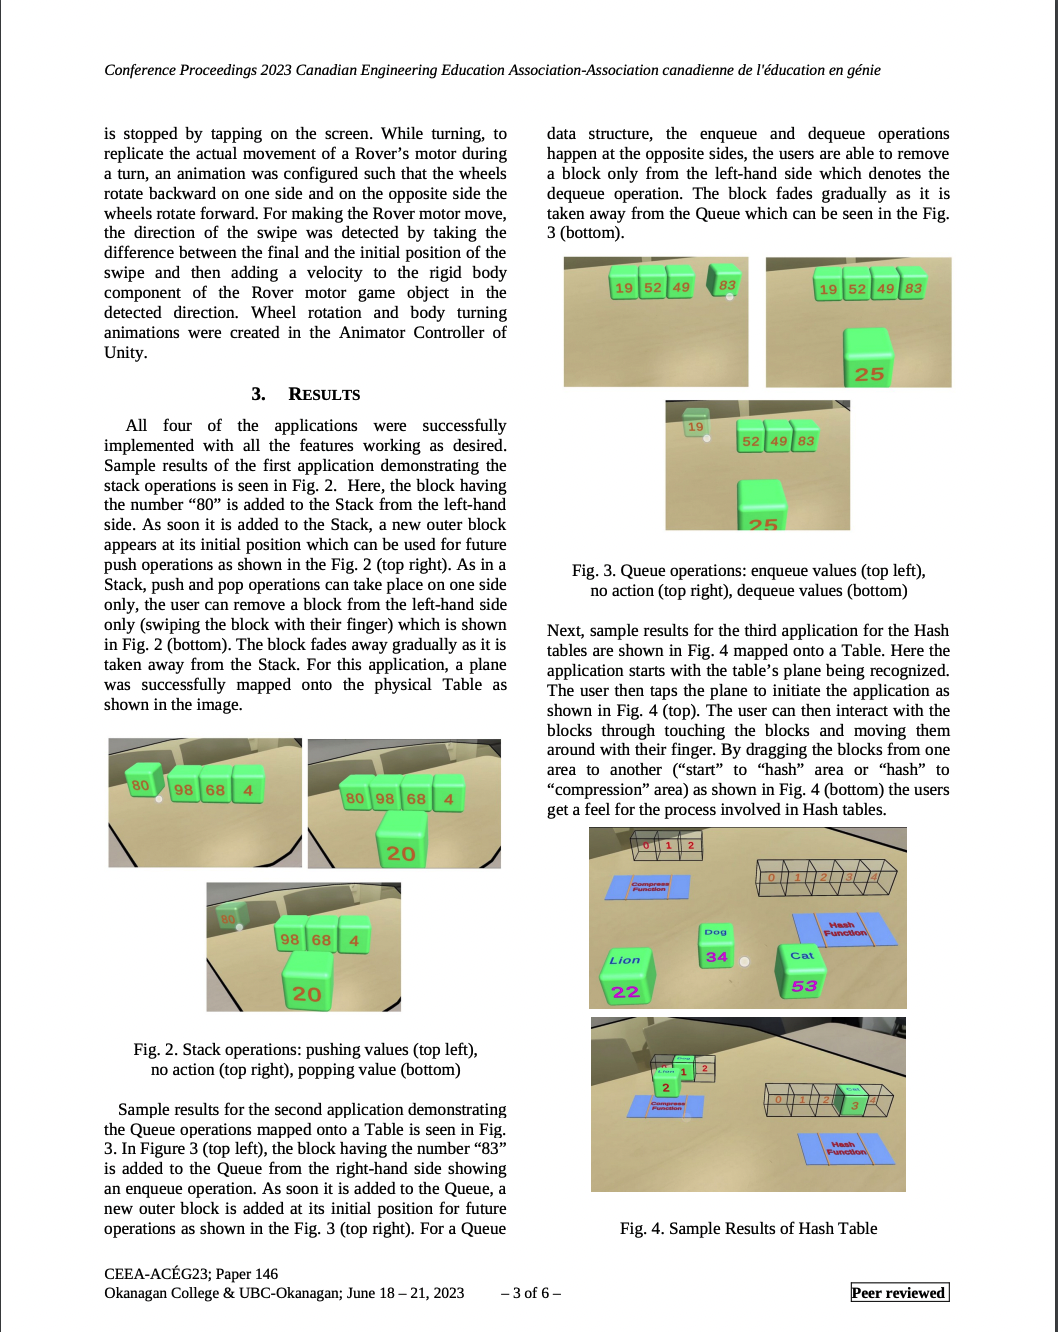 Conference Proceedings 2023 Canadian Engineering Education Association-Association canadienne de l'éducation en génie
is stopped by tapping on the screen. While turning, to
replicate the actual movement of a Rover's motor during
a turn, an animation was configured such that the wheels
rotate backward on one side and on the opposite side the
wheels rotate forward. For making the Rover motor move,
the direction of the swipe was detected by taking the
difference between the final and the initial position of the
swipe and then adding a velocity to the rigid body
component of the Rover motor game object in the
detected direction. Wheel rotation and body turning
animations were created in the Animator Controller of
Unity.
3. RESULTS
All four of the applications were successfully
implemented with all the features working as desired.
Sample results of the first application demonstrating the
stack operations is seen in Fig. 2. Here, the block having
the number "80" is added to the Stack from the left-hand
side. As soon it is added to the Stack, a new outer block
appears at its initial position which can be used for future
push operations as shown in the Fig. 2 (top right). As in a
Stack, push and pop operations can take place on one side
only, the user can remove a block from the left-hand side
only (swiping the block with their finger) which is shown
in Fig. 2 (bottom). The block fades away gradually as it is
taken away from the Stack. For this application, a plane
was successfully mapped onto the physical Table as
shown in the image.
80 98 68 4
80 98 68 4
20
80
98 68 4
20
Fig. 2. Stack operations: pushing values (top left),
no action (top right), popping value (bottom)
Sample results for the second application demonstrating
the Queue operations mapped onto a Table is seen in Fig.
3. In Figure 3 (top left), the block having the number "83"
is added to the Queue from the right-hand side showing
an enqueue operation. As soon it is added to the Queue, a
new outer block is added at its initial position for future
operations as shown in the Fig. 3 (top right). For a Queue
data structure, the enqueue and dequeue operations
happen at the opposite sides, the users are able to remove
a block only from the left-hand side which denotes the
dequeue operation. The block fades gradually as it is
taken away from the Queue which can be seen in the Fig.
3 (bottom).
19 52 49 83
19 52 49 83
25
19
52 49 83
25
Fig. 3. Queue operations: enqueue values (top left),
no action (top right), dequeue values (bottom)
Next, sample results for the third application for the Hash
tables are shown in Fig. 4 mapped onto a Table. Here the
application starts with the table's plane being recognized.
The user then taps the plane to initiate the application as
shown in Fig. 4 (top). The user can then interact with the
blocks through touching the blocks and moving them
around with their finger. By dragging the blocks from one
area to another ("start" to "hash" area or "hash" to
"compression" area) as shown in Fig. 4 (bottom) the users
get a feel for the process involved in Hash tables.
0 1 2
0 1 2 3 4
Compress
Function
Hash
Function
Dog
34
Lion
22
Cat
53
Dog
0 1 2
Lion
2
Compress
Function
Cat
0 1 2 3 4
Hash
Function
Fig. 4. Sample Results of Hash Table
CEEA-ACÉG23; Paper 146
Okanagan College & UBC-Okanagan; June 18 – 21, 2023 – 3 of 6 –
Peer reviewed